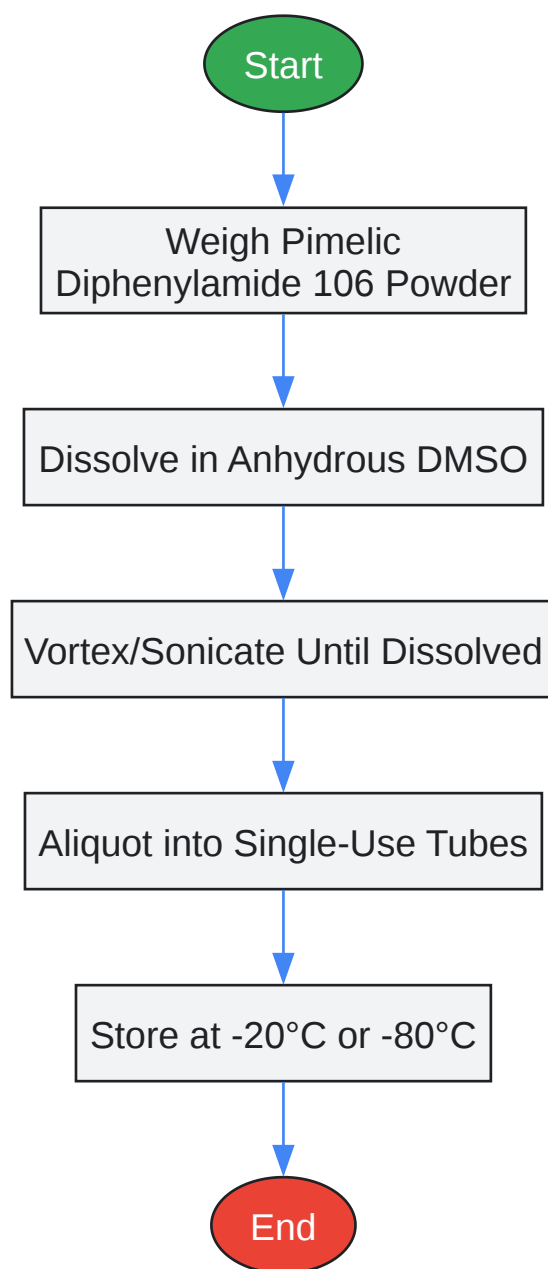 Start
Weigh Pimelic
Diphenylamide 106 Powder
Dissolve in Anhydrous DMSO
Vortex/Sonicate Until Dissolved
Aliquot into Single-Use Tubes
Store at -20°C or -80°C
End